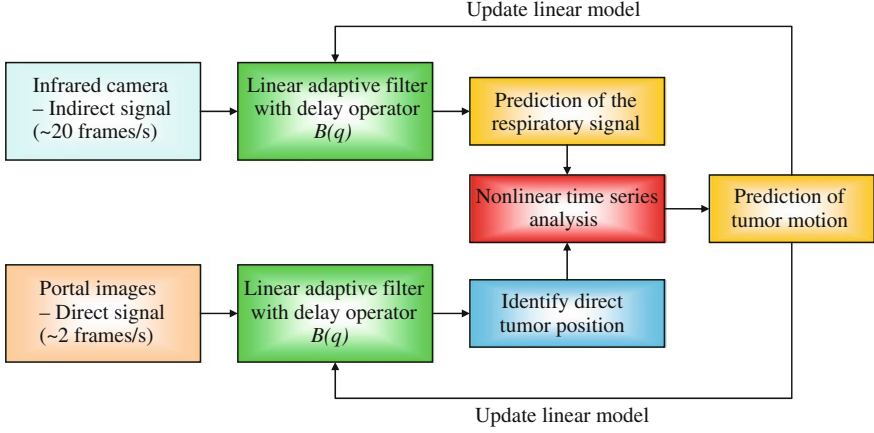 Update linear model
Infrared camera
– Indirect signal
(~20 frames/s)
Linear adaptive filter
with delay operator
B(q)
Prediction of the
respiratory signal
Nonlinear time series
analysis
Prediction of
tumor motion
Portal images
– Direct signal
(~2 frames/s)
Linear adaptive filter
with delay operator
B(q)
Identify direct
tumor position
Update linear model